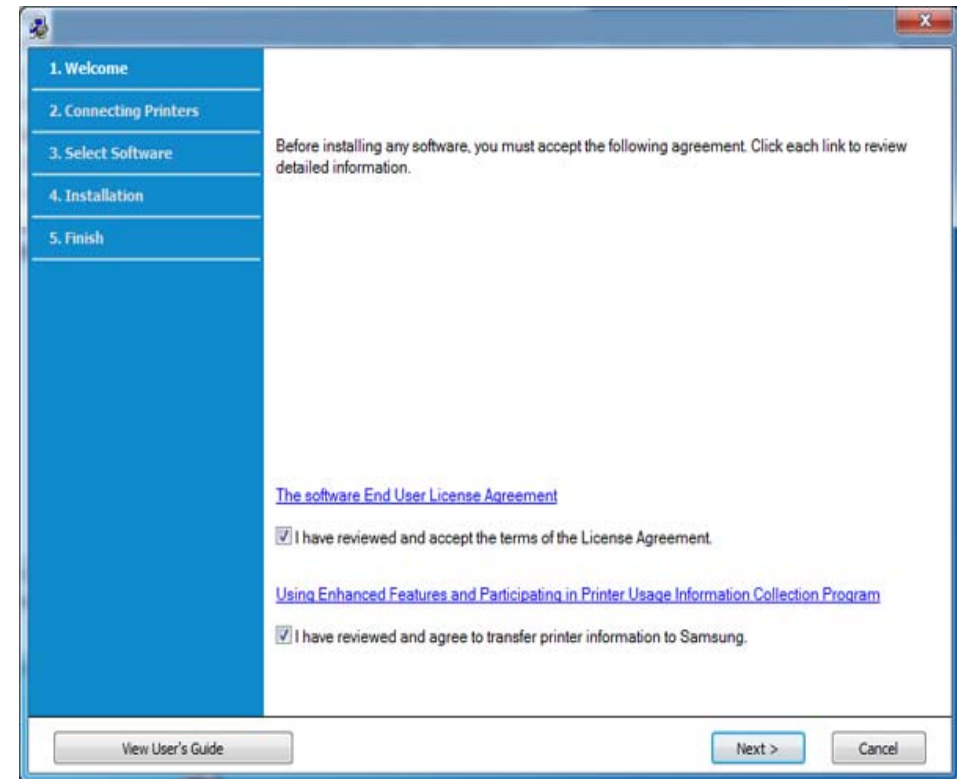 1. Welcome
2. Connecting Printers
3. Select Software
4. Installation
5. Finish
Before installing any software, you must accept the following agreement. Click each link to review
detailed information.
The software End User License Agreement
I have reviewed and accept the terms of the License Agreement.
Using Enhanced Features and Participating in Printer Usage Information Collection Program
I have reviewed and agree to transfer printer information to Samsung.
View User's Guide
Next >
Cancel